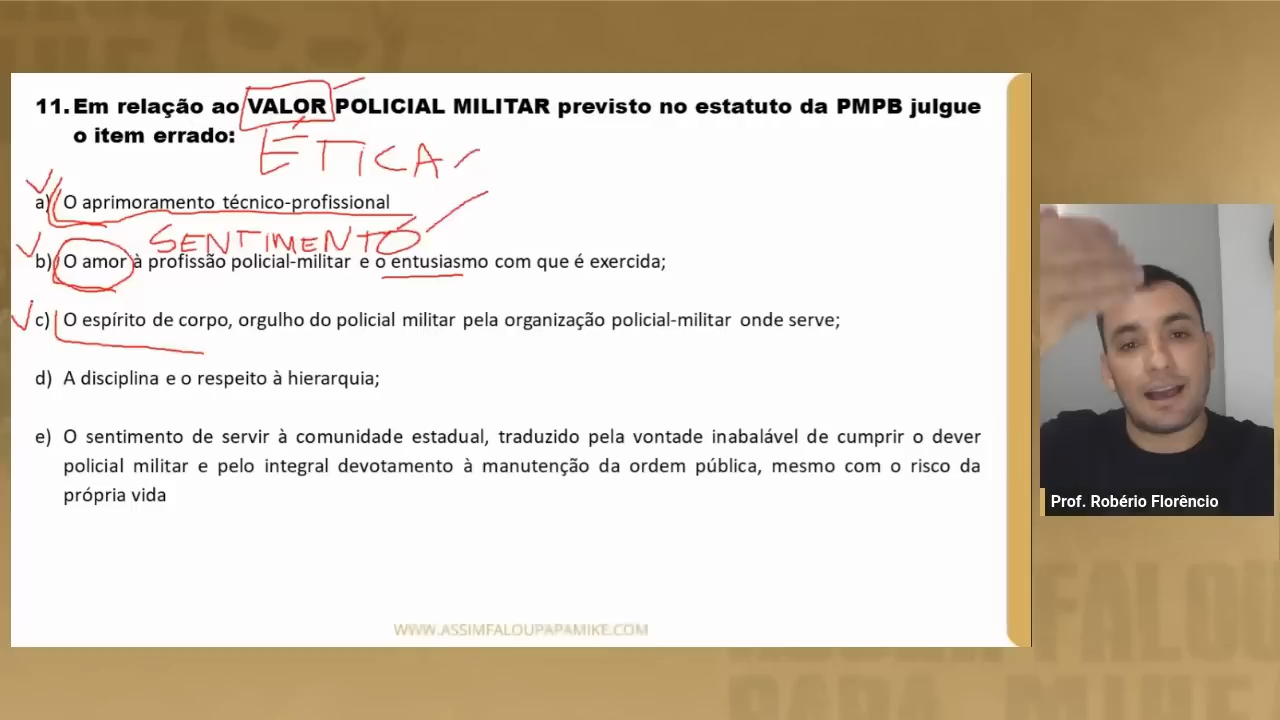 11. Em relação ao VALOR POLICIAL MILITAR previsto no estatuto da PMPB julgue
o item errado:
ÉTICA
a) O aprimoramento técnico-profissional
SENTIMENTO
b) O amor à profissão policial-militar e o entusiasmo com que é exercida;
c) O espírito de corpo, orgulho do policial militar pela organização policial-militar onde serve;
d) A disciplina e o respeito à hierarquia;
e) O sentimento de servir à comunidade estadual, traduzido pela vontade inabalável de cumprir o dever
policial militar e pelo integral devotamento à manutenção da ordem pública, mesmo com o risco da
própria vida
Prof. Robério Florêncio
WWW.ASSIMFALOUPAPAMIKE.COM
FALOU